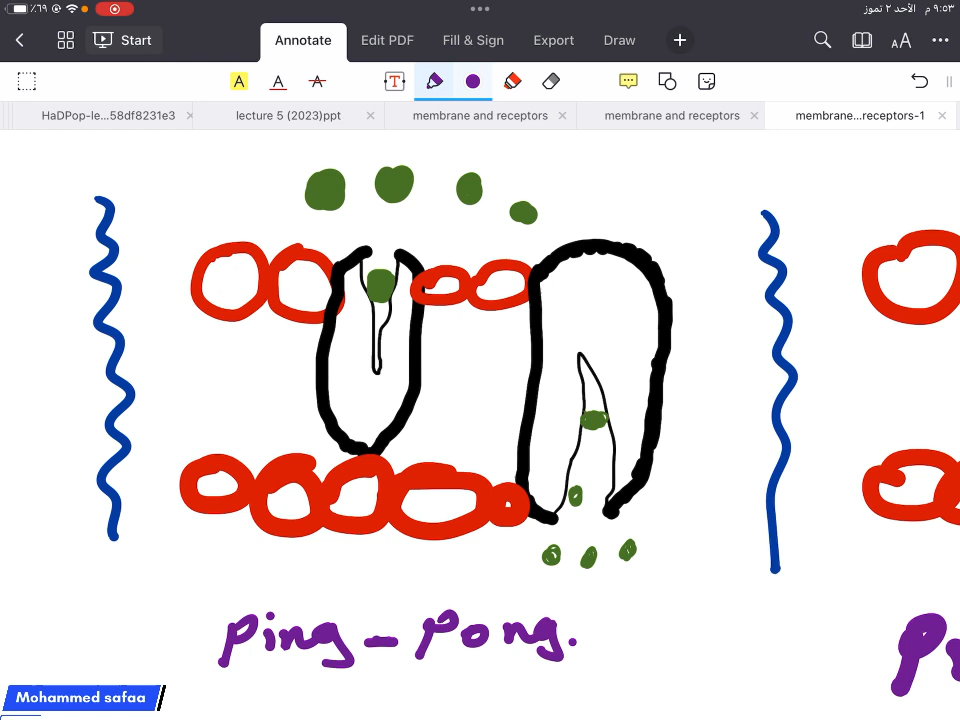 ٪٦٩
٩:٥٣ م الأحد ٢ تموز
Start
Annotate
Edit PDF
Fill & Sign
Export
Draw
A A T
HaDPop-le...58df8231e3
lecture 5 (2023)ppt
membrane and receptors
membrane and receptors
membrane...receptors-1
Ping-Pong.
Mohammed safaa